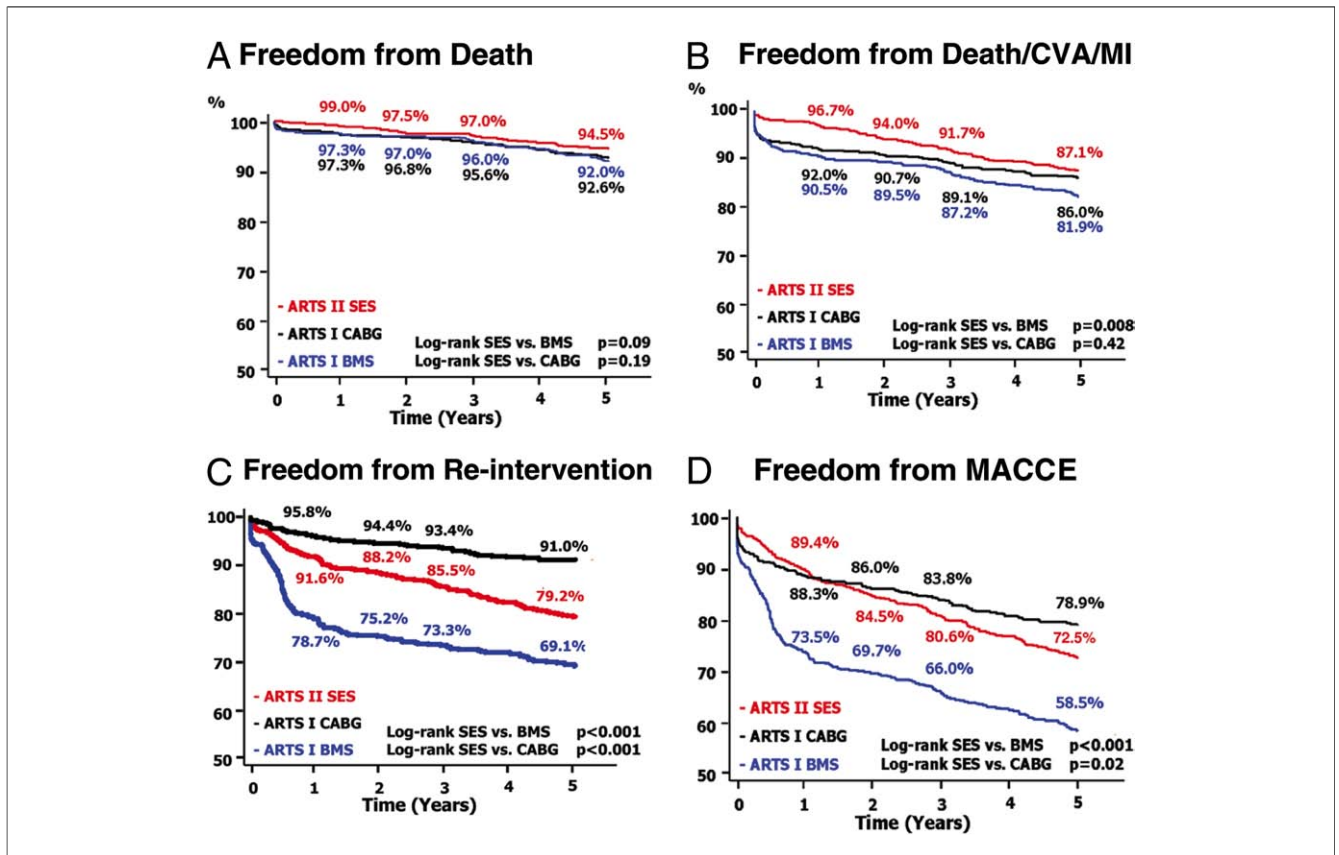 A Freedom from Death
%
99.0%
97.5%
97.0%
94.5%
97.3%
97.0%
96.0%
92.0%
97.3%
96.8%
95.6%
92.6%
100
90
80
70
60
50
- ARTS II SES
- ARTS I CABG
- ARTS I BMS
Log-rank SES vs. BMS p=0.09
Log-rank SES vs. CABG p=0.19
0 1 2 3 4 5
Time (Years)
B Freedom from Death/CVA/MI
%
96.7%
94.0%
91.7%
87.1%
92.0%
90.7%
89.1%
86.0%
90.5%
89.5%
87.2%
81.9%
100
90
80
70
60
50
- ARTS II SES
- ARTS I CABG
- ARTS I BMS
Log-rank SES vs. BMS p=0.008
Log-rank SES vs. CABG p=0.42
0 1 2 3 4 5
Time (Years)
C Freedom from Re-intervention
95.8%
94.4%
93.4%
91.0%
91.6%
88.2%
85.5%
79.2%
78.7%
75.2%
73.3%
69.1%
100
90
80
70
60
50
- ARTS II SES
- ARTS I CABG
- ARTS I BMS
Log-rank SES vs. BMS p<0.001
Log-rank SES vs. CABG p<0.001
0 1 2 3 4 5
Time (Years)
D Freedom from MACCE
89.4%
86.0%
83.8%
78.9%
88.3%
84.5%
80.6%
72.5%
73.5%
69.7%
66.0%
58.5%
100
90
80
70
60
50
- ARTS II SES
- ARTS I CABG
- ARTS I BMS
Log-rank SES vs. BMS p<0.001
Log-rank SES vs. CABG p=0.02
0 1 2 3 4 5
Time (Years)